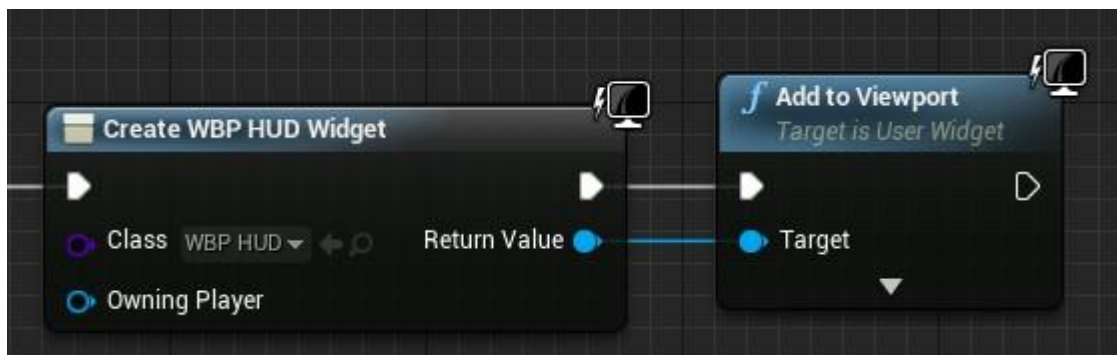 Create WBP HUD Widget
Class WBP HUD
Return Value
Owning Player
f Add to Viewport
Target is User Widget
Target